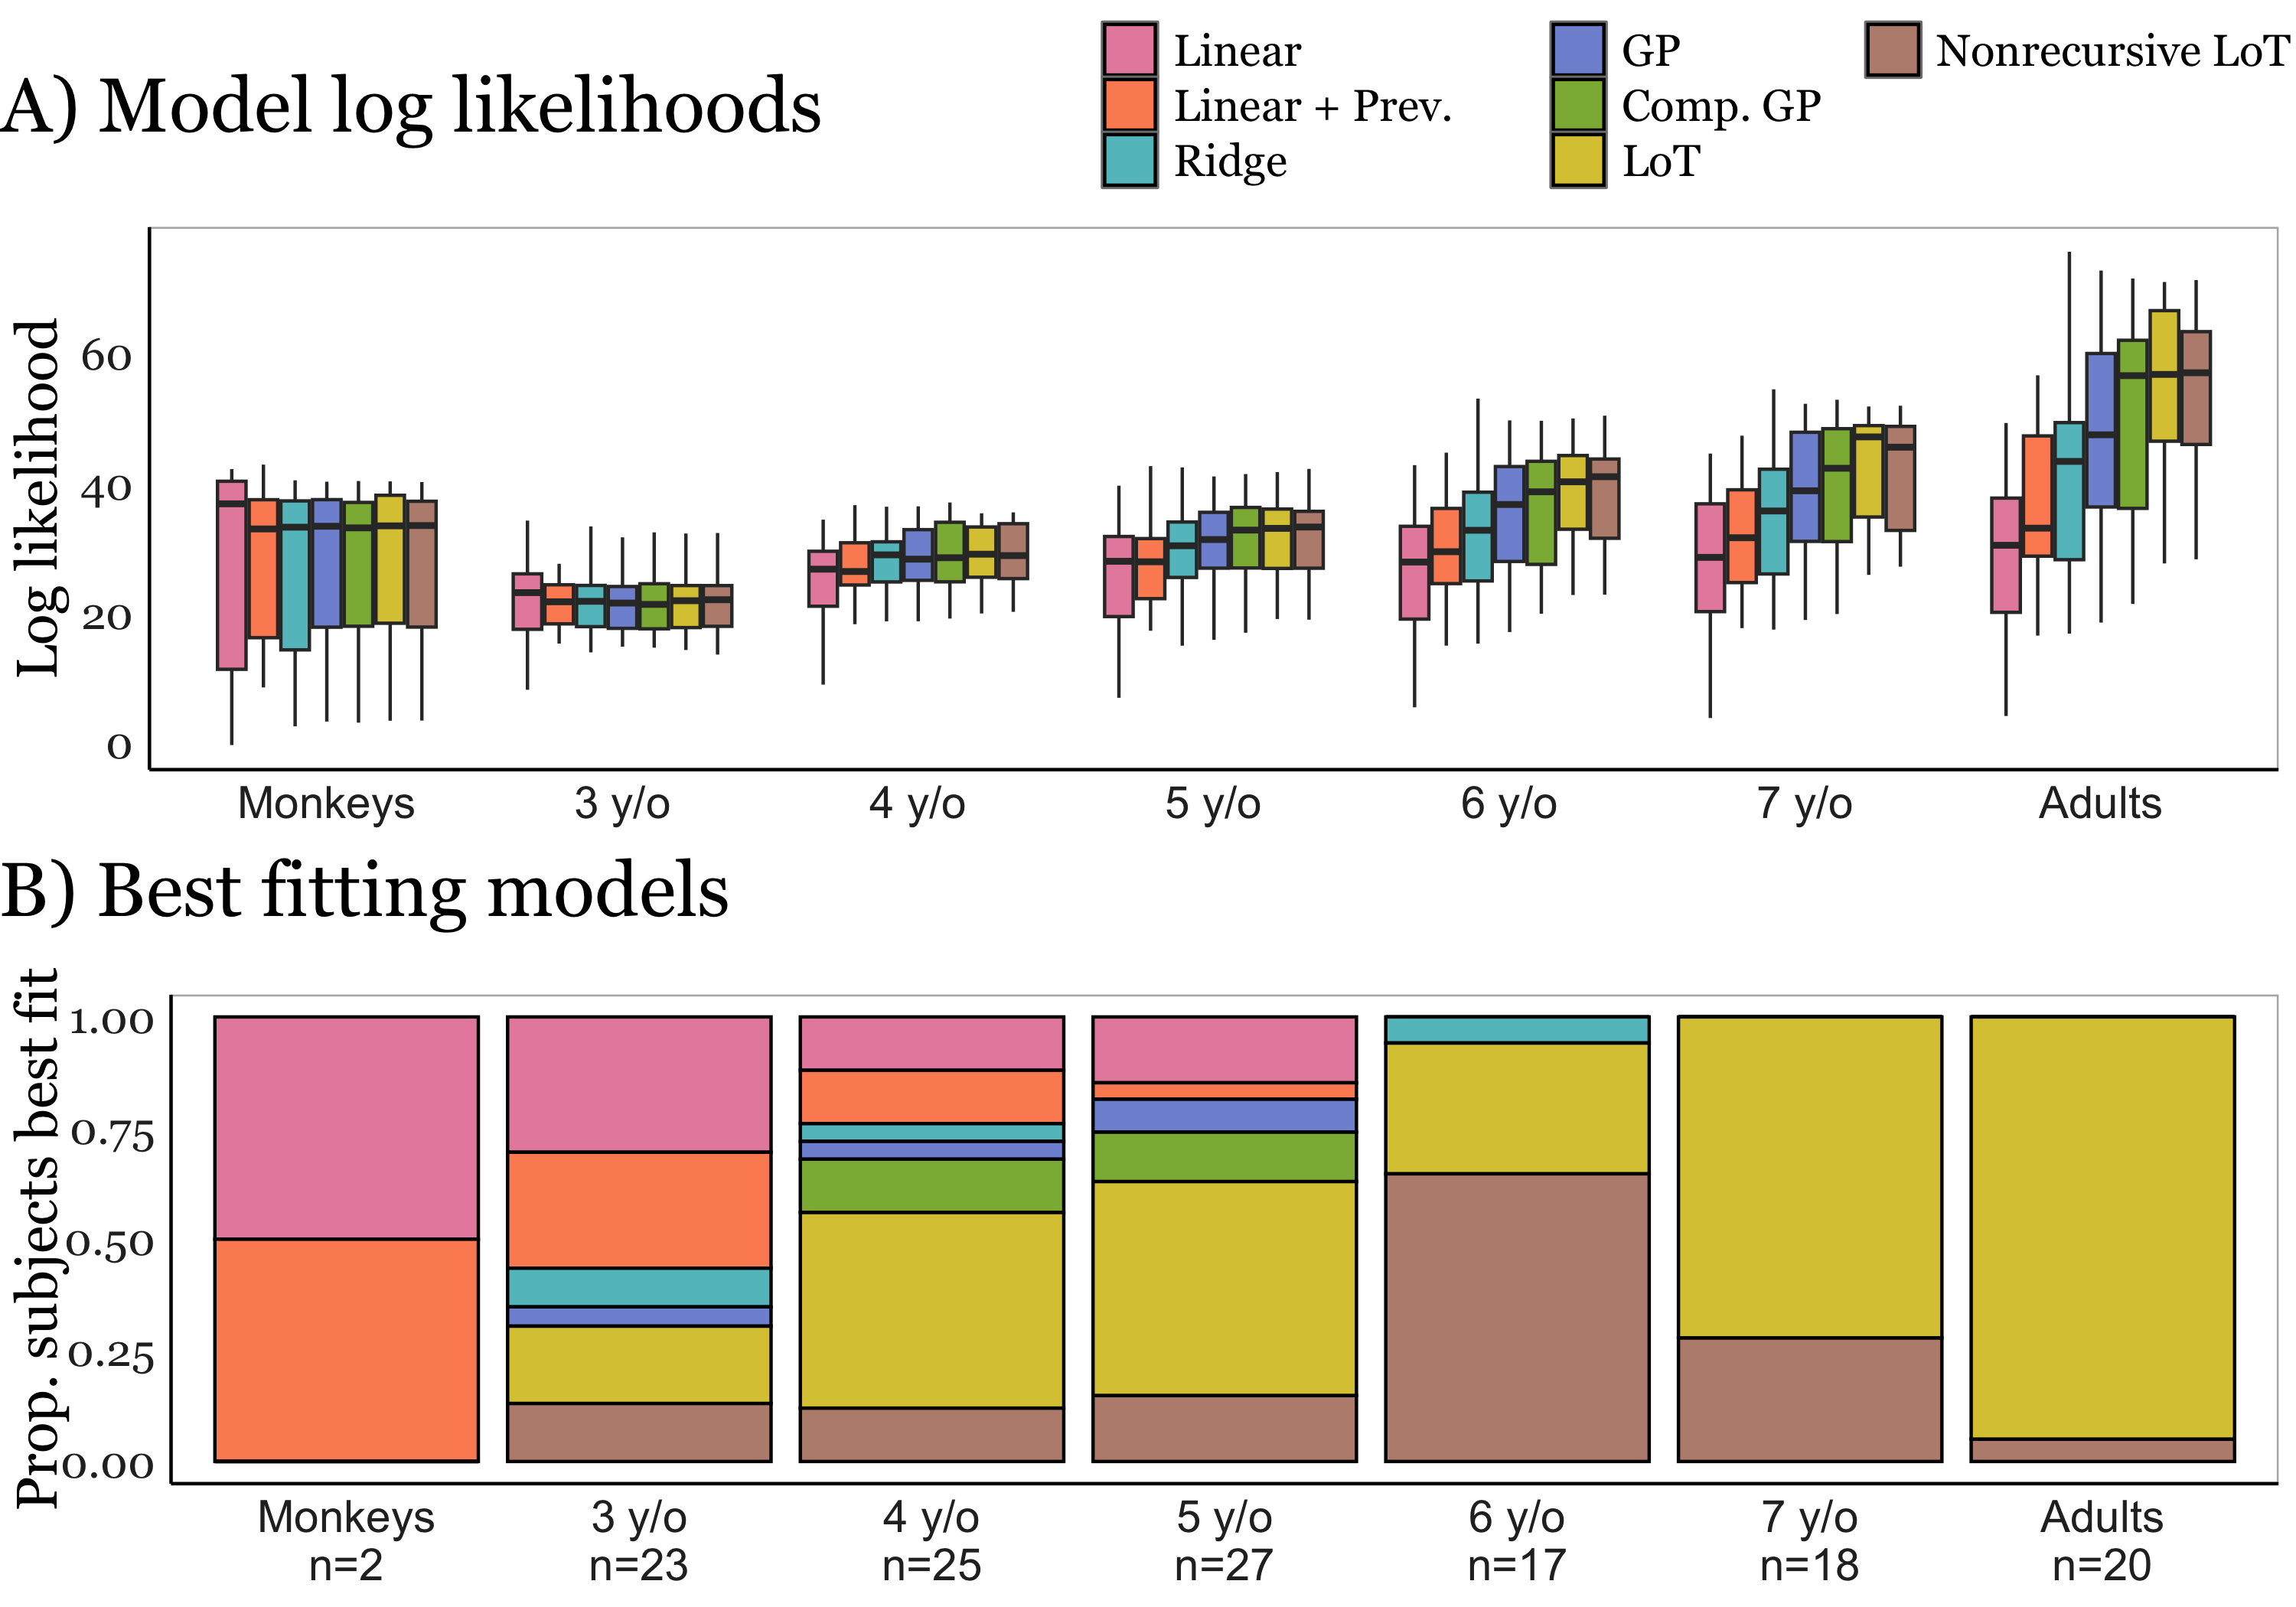 A) Model log likelihoods
Linear
Linear + Prev.
Ridge
GP
Comp. GP
LoT
Nonrecursive LoT
Log likelihood
60
40
20
0
Monkeys 3 y/o 4 y/o 5 y/o 6 y/o 7 y/o Adults
B) Best fitting models
Prop. subjects best fit
1.00
0.75
0.50
0.25
0.00
Monkeys 3 y/o 4 y/o 5 y/o 6 y/o 7 y/o Adults
n=2 n=23 n=25 n=27 n=17 n=18 n=20